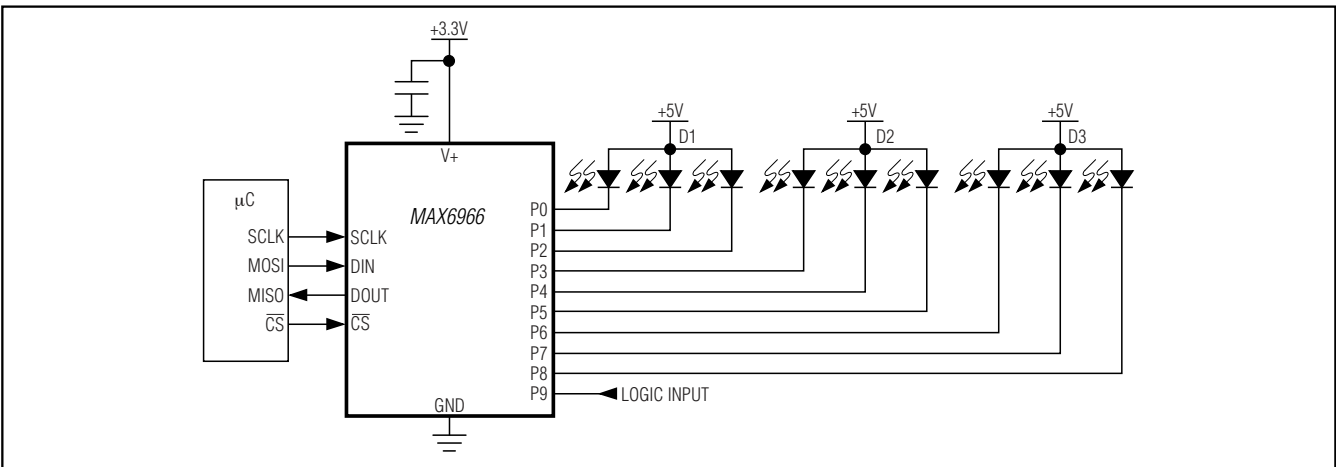 +3.3V
+5V
+5V
+5V
D1
D2
D3
V+
μC
MAX6966
P0
P1
P2
P3
P4
P5
P6
P7
P8
P9
SCLK
SCLK
MOSI
DIN
MISO
DOUT
CS
CS
LOGIC INPUT
GND